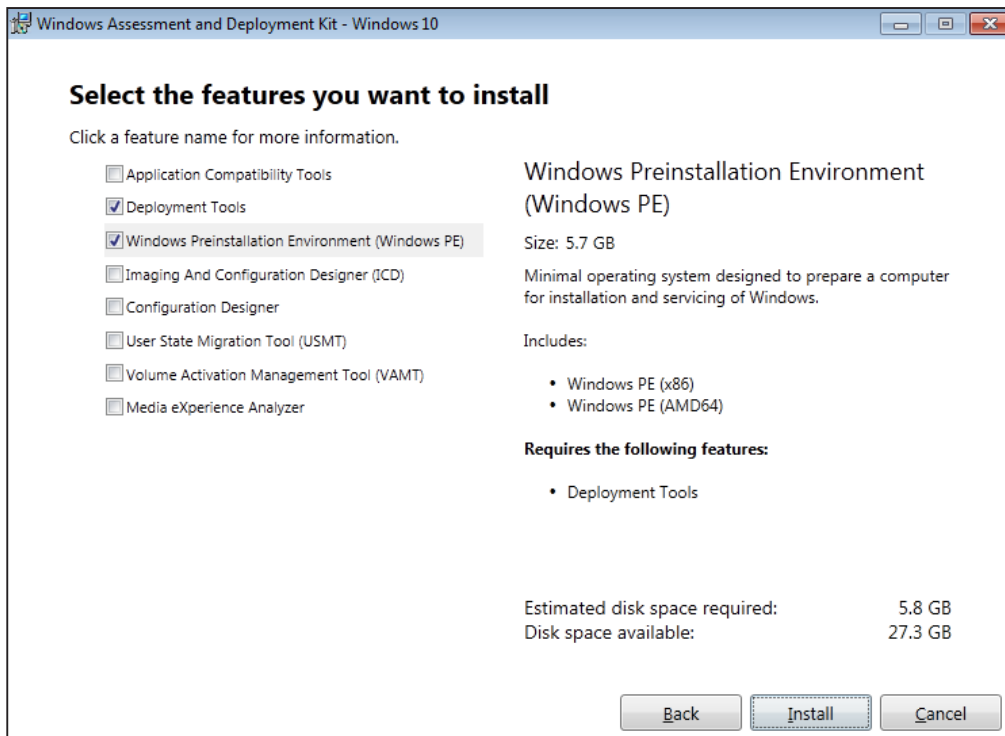 Windows Assessment and Deployment Kit - Windows 10
Select the features you want to install
Click a feature name for more information.
Application Compatibility Tools
Deployment Tools
Windows Preinstallation Environment (Windows PE)
Imaging And Configuration Designer (ICD)
Configuration Designer
User State Migration Tool (USMT)
Volume Activation Management Tool (VAMT)
Media eXperience Analyzer
Windows Preinstallation Environment
(Windows PE)
Size: 5.7 GB
Minimal operating system designed to prepare a computer
for installation and servicing of Windows.
Includes:
• Windows PE (x86)
• Windows PE (AMD64)
Requires the following features:
• Deployment Tools
Estimated disk space required: 5.8 GB
Disk space available: 27.3 GB
Back Install Cancel